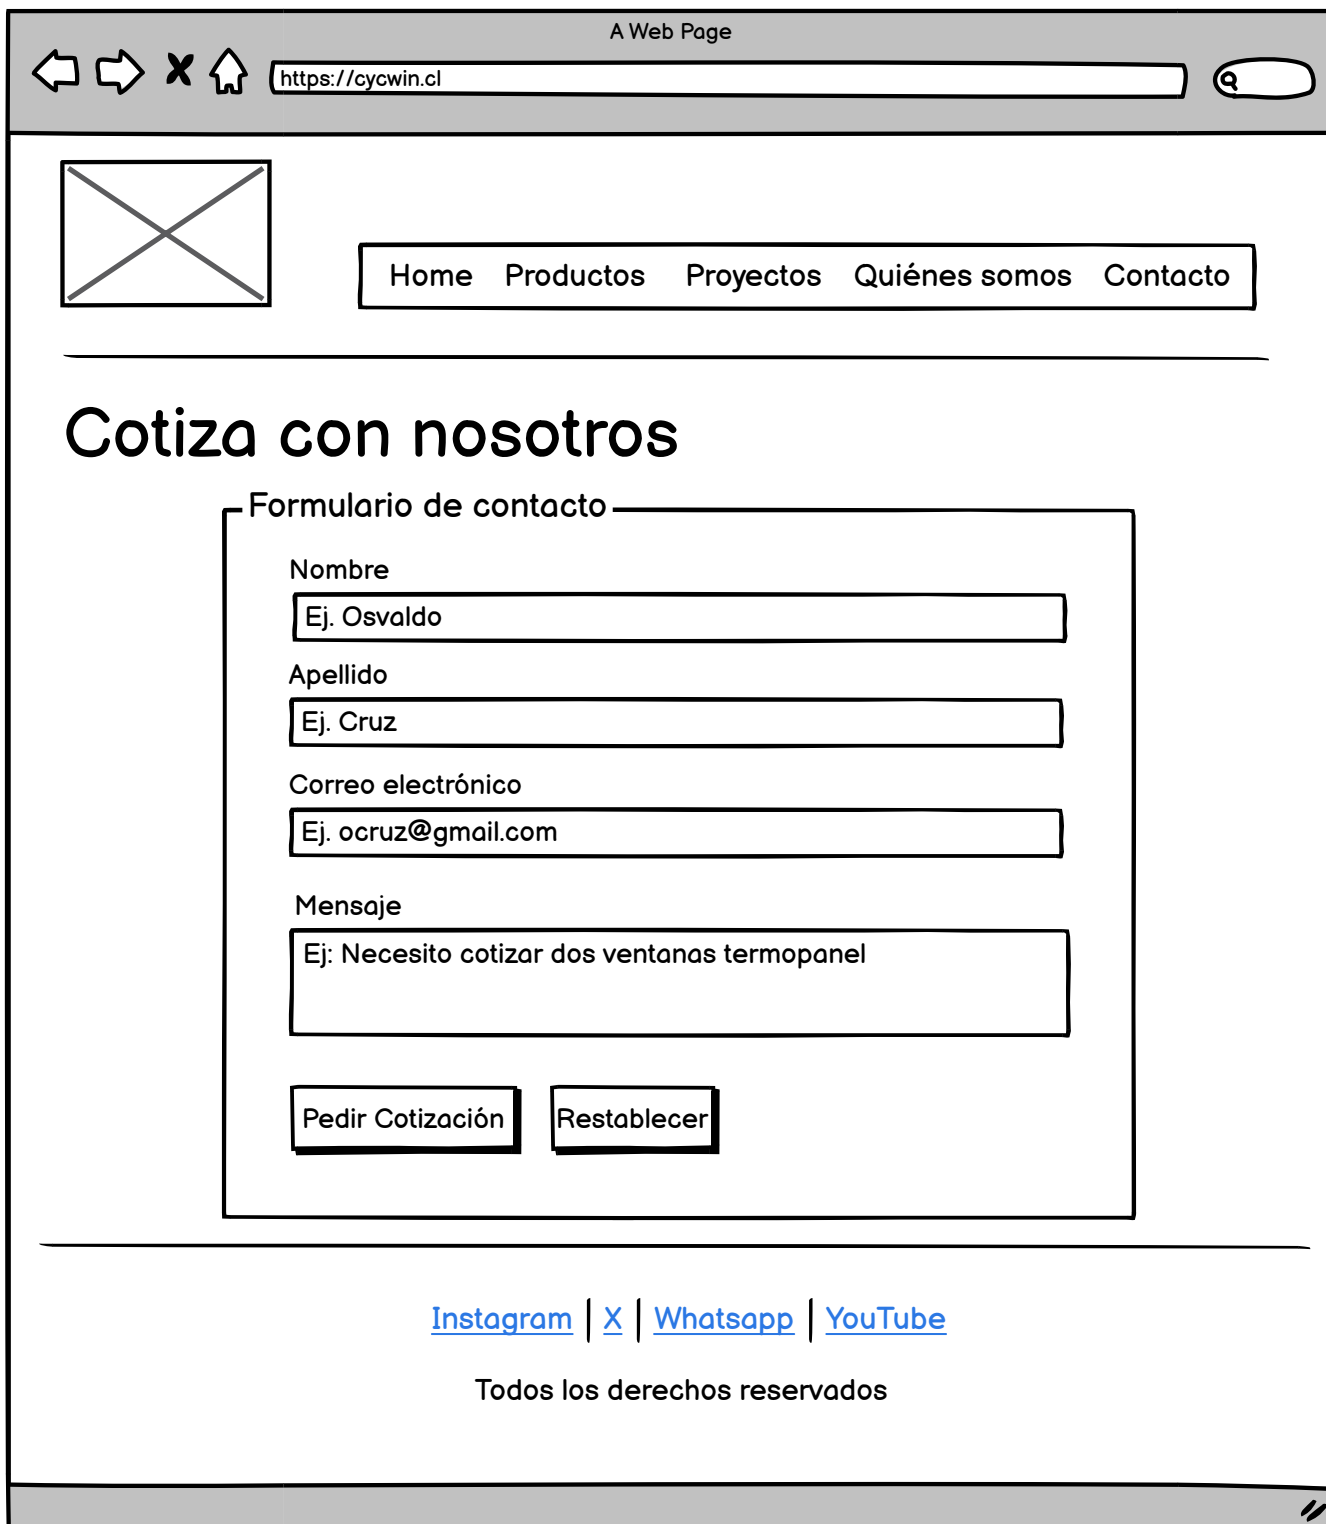 A Web Page
https://cycwin.cl
Home Productos Proyectos Quiénes somos Contacto
Cotiza con nosotros
Formulario de contacto
Nombre
Ej. Osvaldo
Apellido
Ej. Cruz
Correo electrónico
Ej. ocruz@gmail.com
Mensaje
Ej: Necesito cotizar dos ventanas termopanel
Pedir Cotización Restablecer
Instagram | X | Whatsapp | YouTube
Todos los derechos reservados